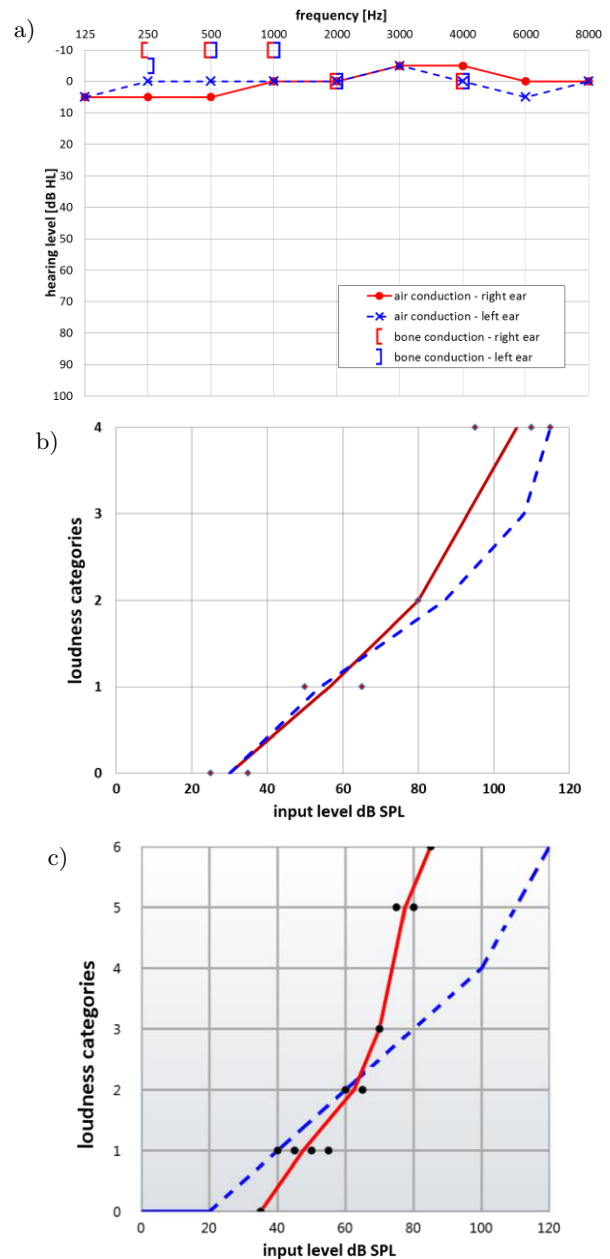 a)
frequency [Hz]
125 250 500 1000 2000 3000 4000 6000 8000
-10
0
10
20
30
40
50
60
70
80
90
100
hearing level [dB HL]
air conduction - right ear
air conduction - left ear
bone conduction - right ear
bone conduction - left ear
b)
4
3
2
1
0
loudness categories
0 20 40 60 80 100 120
input level dB SPL
c)
6
5
4
3
2
1
0
loudness categories
0 20 40 60 80 100 120
input level dB SPL